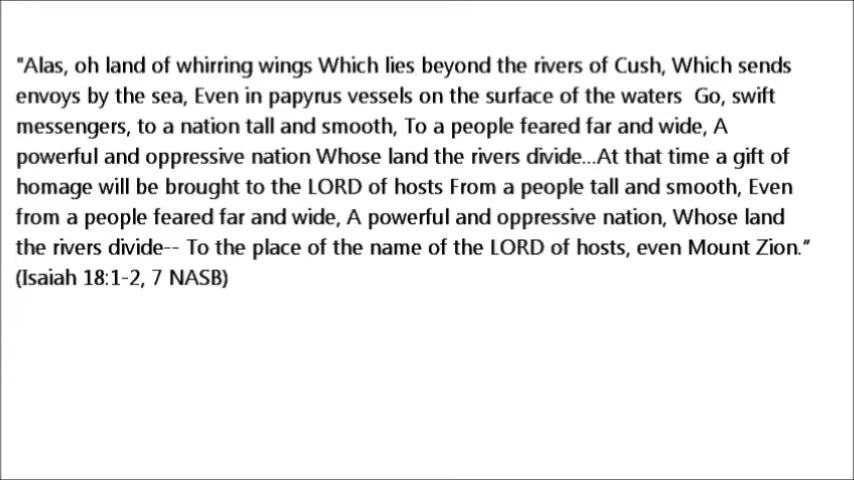 "Alas, oh land of whirring wings Which lies beyond the rivers of Cush, Which sends
envoys by the sea, Even in papyrus vessels on the surface of the waters  Go, swift
messengers, to a nation tall and smooth, To a people feared far and wide, A
powerful and oppressive nation Whose land the rivers divide...At that time a gift of
homage will be brought to the LORD of hosts From a people tall and smooth, Even
from a people feared far and wide, A powerful and oppressive nation, Whose land
the rivers divide-- To the place of the name of the LORD of hosts, even Mount Zion."
(Isaiah 18:1-2, 7 NASB)